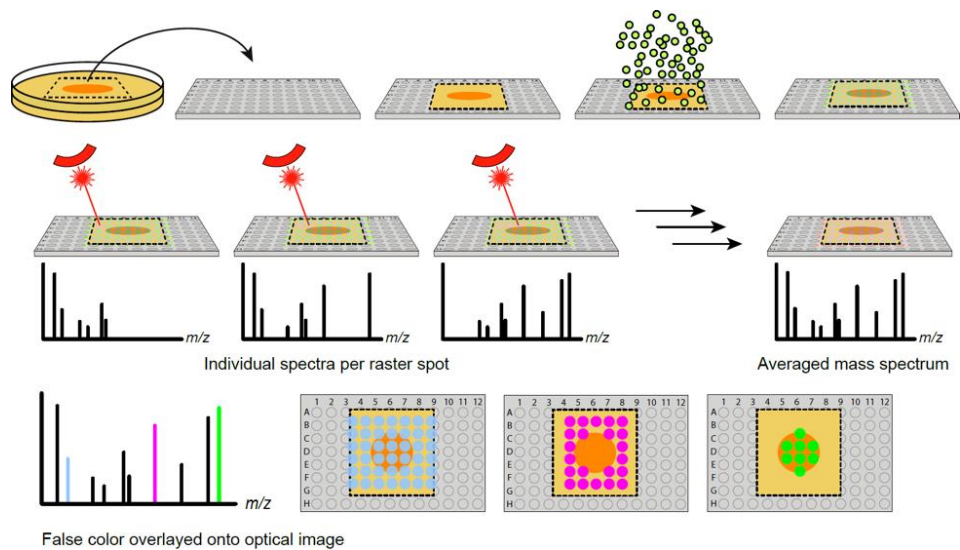 m/z m/z m/z m/z
Individual spectra per raster spot Averaged mass spectrum
m/z
1 2 3 4 5 6 7 8 9 10 11 12
A
B
C
D
E
F
G
H
1 2 3 4 5 6 7 8 9 10 11 12
A
B
C
D
E
F
G
H
1 2 3 4 5 6 7 8 9 10 11 12
A
B
C
D
E
F
G
H
False color overlayed onto optical image